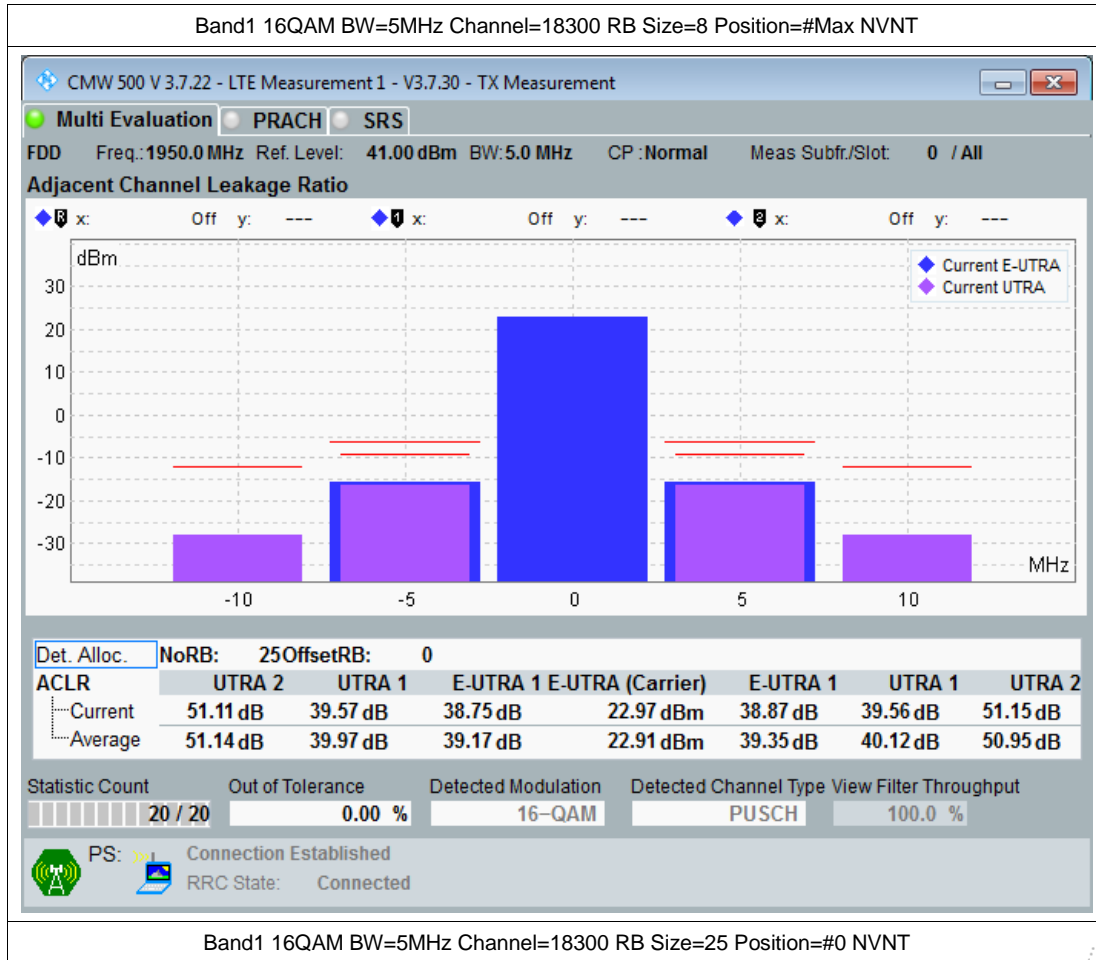 Band1 16QAM BW=5MHz Channel=18300 RB Size=8 Position=#Max NVNT
CMW 500 V 3.7.22 - LTE Measurement 1 - V3.7.30 - TX Measurement
Multi Evaluation PRACH SRS
FDD Freq.:1950.0 MHz Ref. Level: 41.00 dBm BW:5.0 MHz CP :Normal Meas Subfr./Slot: 0 / All
Adjacent Channel Leakage Ratio
R x: Off y: --- 1 x: Off y: --- 2 x: Off y: ---
dBm
Current E-UTRA
Current UTRA
30
20
10
0
-10
-20
-30
MHz
-10 -5 0 5 10
Det. Alloc. NoRB: 25 OffsetRB: 0
ACLR UTRA 2 UTRA 1 E-UTRA 1 E-UTRA (Carrier) E-UTRA 1 UTRA 1 UTRA 2
Current 51.11 dB 39.57 dB 38.75 dB 22.97 dBm 38.87 dB 39.56 dB 51.15 dB
Average 51.14 dB 39.97 dB 39.17 dB 22.91 dBm 39.35 dB 40.12 dB 50.95 dB
Statistic Count Out of Tolerance Detected Modulation Detected Channel Type View Filter Throughput
20 / 20 0.00 % 16-QAM PUSCH 100.0 %
PS: Connection Established
RRC State: Connected
Band1 16QAM BW=5MHz Channel=18300 RB Size=25 Position=#0 NVNT